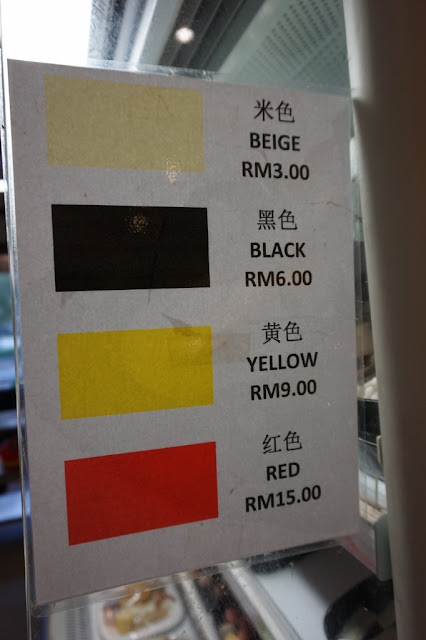 米色
BEIGE
RM3.00
黑色
BLACK
RM6.00
黄色
YELLOW
RM9.00
红色
RED
RM15.00